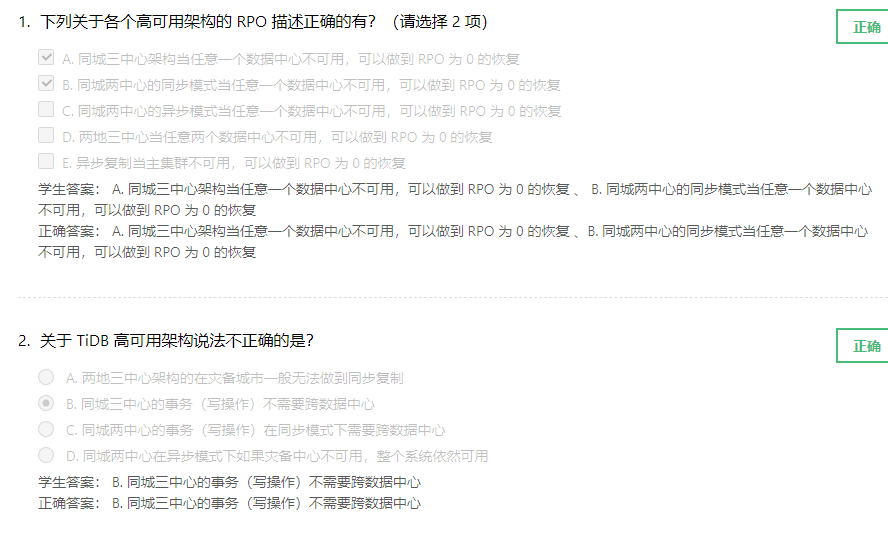 1. 下列关于各个高可用架构的 RPO 描述正确的有？（请选择 2 项）
正确
A. 同城三中心架构当任意一个数据中心不可用，可以做到 RPO 为 0 的恢复
B. 同城两中心的同步模式当任意一个数据中心不可用，可以做到 RPO 为 0 的恢复
C. 同城两中心的异步模式当任意一个数据中心不可用，可以做到 RPO 为 0 的恢复
D. 两地三中心当任意两个数据中心不可用，可以做到 RPO 为 0 的恢复
E. 异步复制当主集群不可用，可以做到 RPO 为 0 的恢复
学生答案： A. 同城三中心架构当任意一个数据中心不可用，可以做到 RPO 为 0 的恢复 、 B. 同城两中心的同步模式当任意一个数据中心
不可用，可以做到 RPO 为 0 的恢复
正确答案： A. 同城三中心架构当任意一个数据中心不可用，可以做到 RPO 为 0 的恢复 、B. 同城两中心的同步模式当任意一个数据中心
不可用，可以做到 RPO 为 0 的恢复
2. 关于 TiDB 高可用架构说法不正确的是？
正确
A. 两地三中心架构的在灾备城市一般无法做到同步复制
B. 同城三中心的事务（写操作）不需要跨数据中心
C. 同城两中心的事务（写操作）在同步模式下需要跨数据中心
D. 同城两中心在异步模式下如果灾备中心不可用，整个系统依然可用
学生答案： B. 同城三中心的事务（写操作）不需要跨数据中心
正确答案： B. 同城三中心的事务（写操作）不需要跨数据中心